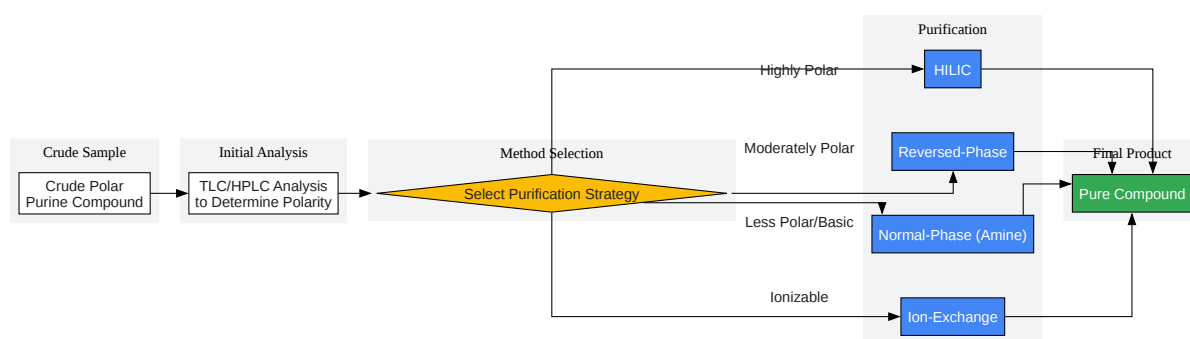 Crude Sample
Crude Polar
Purine Compound
Initial Analysis
TLC/HPLC Analysis
to Determine Polarity
Method Selection
Select Purification Strategy
Highly Polar
Moderately Polar
Less Polar/Basic
Ionizable
Purification
HILIC
Reversed-Phase
Normal-Phase (Amine)
Ion-Exchange
Final Product
Pure Compound